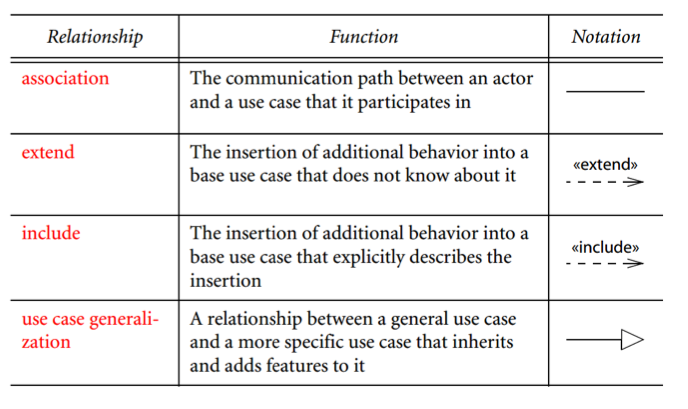 Relationship Function Notation
association The communication path between an actor
and a use case that it participates in
extend The insertion of additional behavior into a
base use case that does not know about it
«extend»
include The insertion of additional behavior into a
base use case that explicitly describes the
insertion
«include»
use case generali- A relationship between a general use case
zation and a more specific use case that inherits
and adds features to it